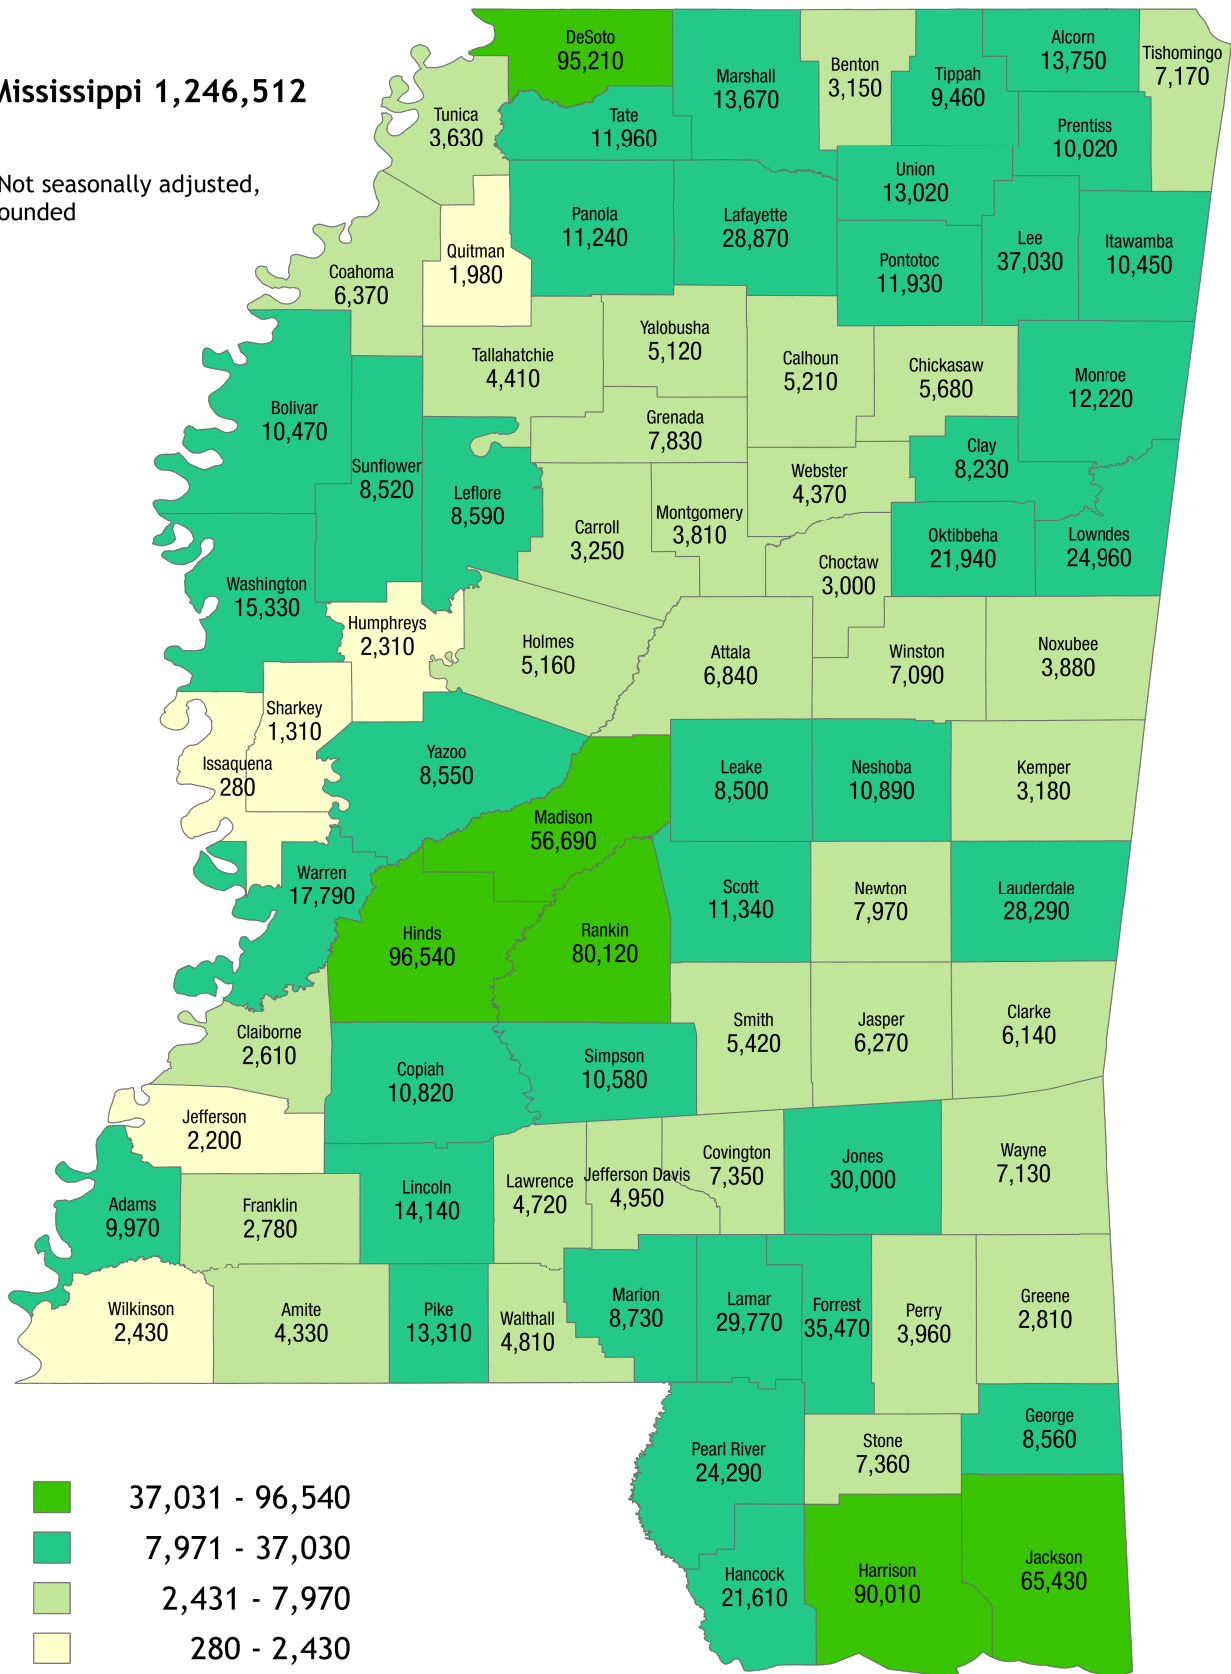 Mississippi 1,246,512
Not seasonally adjusted,
ounded
DeSoto
95,210
Marshall
13,670
Benton
3,150
Tippah
9,460
Alcorn
13,750
Tishomingo
7,170
Tunica
3,630
Tate
11,960
Prentiss
10,020
Union
13,020
Panola
11,240
Lafayette
28,870
Quitman
1,980
Coahoma
6,370
Pontotoc
11,930
Lee
37,030
Itawamba
10,450
Tallahatchie
4,410
Yalobusha
5,120
Calhoun
5,210
Chickasaw
5,680
Monroe
12,220
Bolivar
10,470
Sunflower
8,520
Leflore
8,590
Grenada
7,830
Webster
4,370
Clay
8,230
Carroll
3,250
Montgomery
3,810
Choctaw
3,000
Oktibbeha
21,940
Lowndes
24,960
Washington
15,330
Humphreys
2,310
Holmes
5,160
Attala
6,840
Winston
7,090
Noxubee
3,880
Sharkey
1,310
Issaquena
280
Yazoo
8,550
Madison
56,690
Leake
8,500
Neshoba
10,890
Kemper
3,180
Warren
17,790
Hinds
96,540
Rankin
80,120
Scott
11,340
Newton
7,970
Lauderdale
28,290
Claiborne
2,610
Copiah
10,820
Simpson
10,580
Smith
5,420
Jasper
6,270
Clarke
6,140
Jefferson
2,200
Adams
9,970
Franklin
2,780
Lincoln
14,140
Lawrence
4,720
Jefferson Davis
4,950
Covington
7,350
Jones
30,000
Wayne
7,130
Wilkinson
2,430
Amite
4,330
Pike
13,310
Walthall
4,810
Marion
8,730
Lamar
29,770
Forrest
35,470
Perry
3,960
Greene
2,810
Pearl River
24,290
Stone
7,360
George
8,560
Hancock
21,610
Harrison
90,010
Jackson
65,430
37,031 - 96,540
7,971 - 37,030
2,431 - 7,970
280 - 2,430